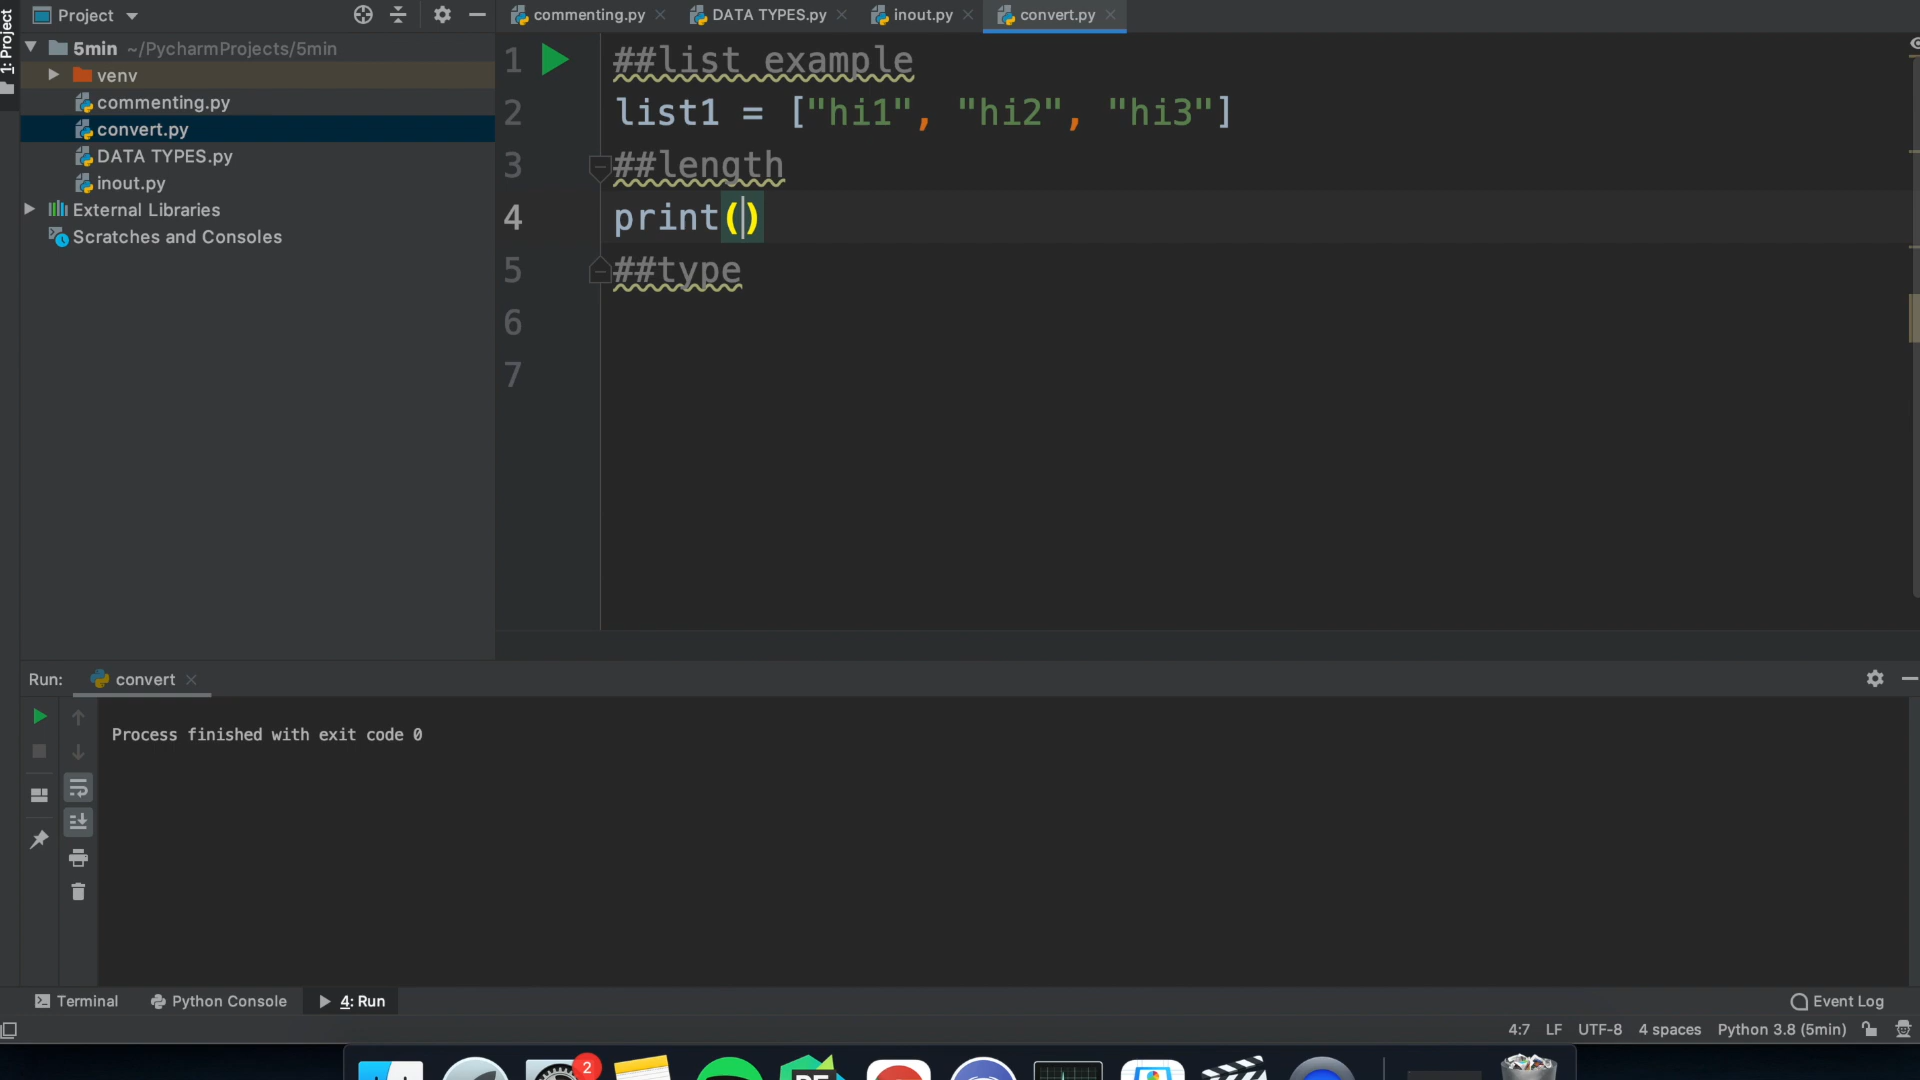 1: Project
Project
5min ~/PycharmProjects/5min
venv
commenting.py
convert.py
DATA TYPES.py
inout.py
External Libraries
Scratches and Consoles
commenting.py
DATA TYPES.py
inout.py
convert.py
1 ##list example
2 list1 = ["hi1", "hi2", "hi3"]
3 ##length
4 print()
5 ##type
6
7
Run: convert
Process finished with exit code 0
Terminal
Python Console
4: Run
Event Log
4:7 LF UTF-8 4 spaces Python 3.8 (5min)
2